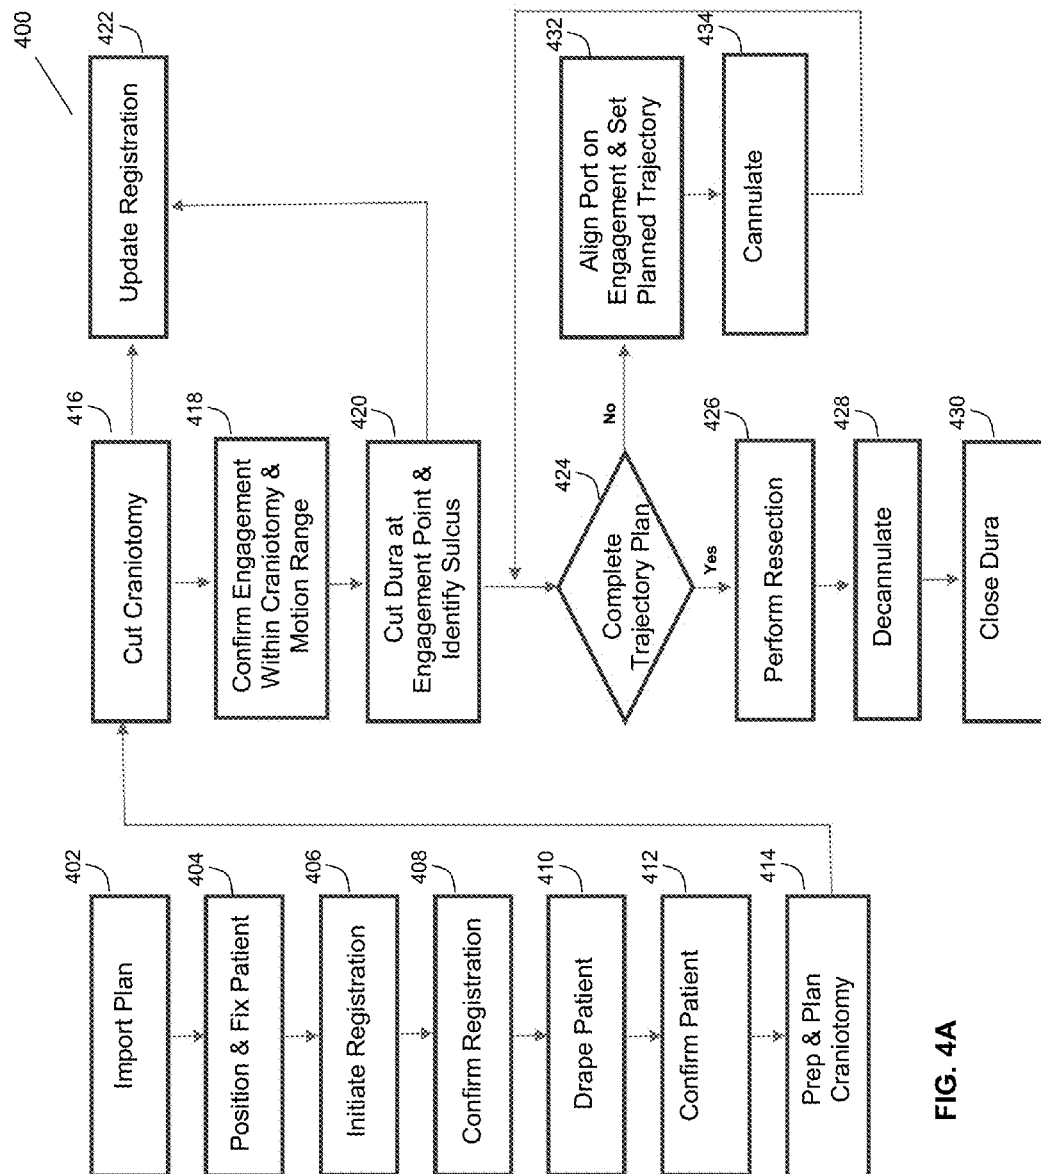 400
402
Import Plan
404
Position & Fix Patient
406
Initiate Registration
408
Confirm Registration
410
Drape Patient
412
Confirm Patient
414
Prep & Plan
Craniotomy
416
Cut Craniotomy
418
Confirm Engagement
Within Craniotomy &
Motion Range
420
Cut Dura at
Engagement Point &
Identify Sulcus
422
Update Registration
424
Complete
Trajectory Plan
No
Yes
426
Perform Resection
428
Decannulate
430
Close Dura
432
Align Port on
Engagement & Set
Planned Trajectory
434
Cannulate
FIG. 4A